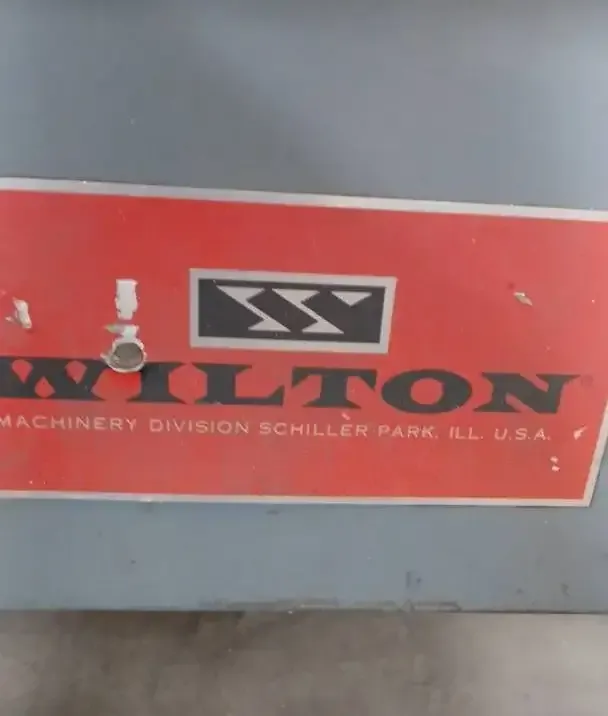 WILTON
MACHINERY DIVISION SCHILLER PARK, ILL. U.S.A.